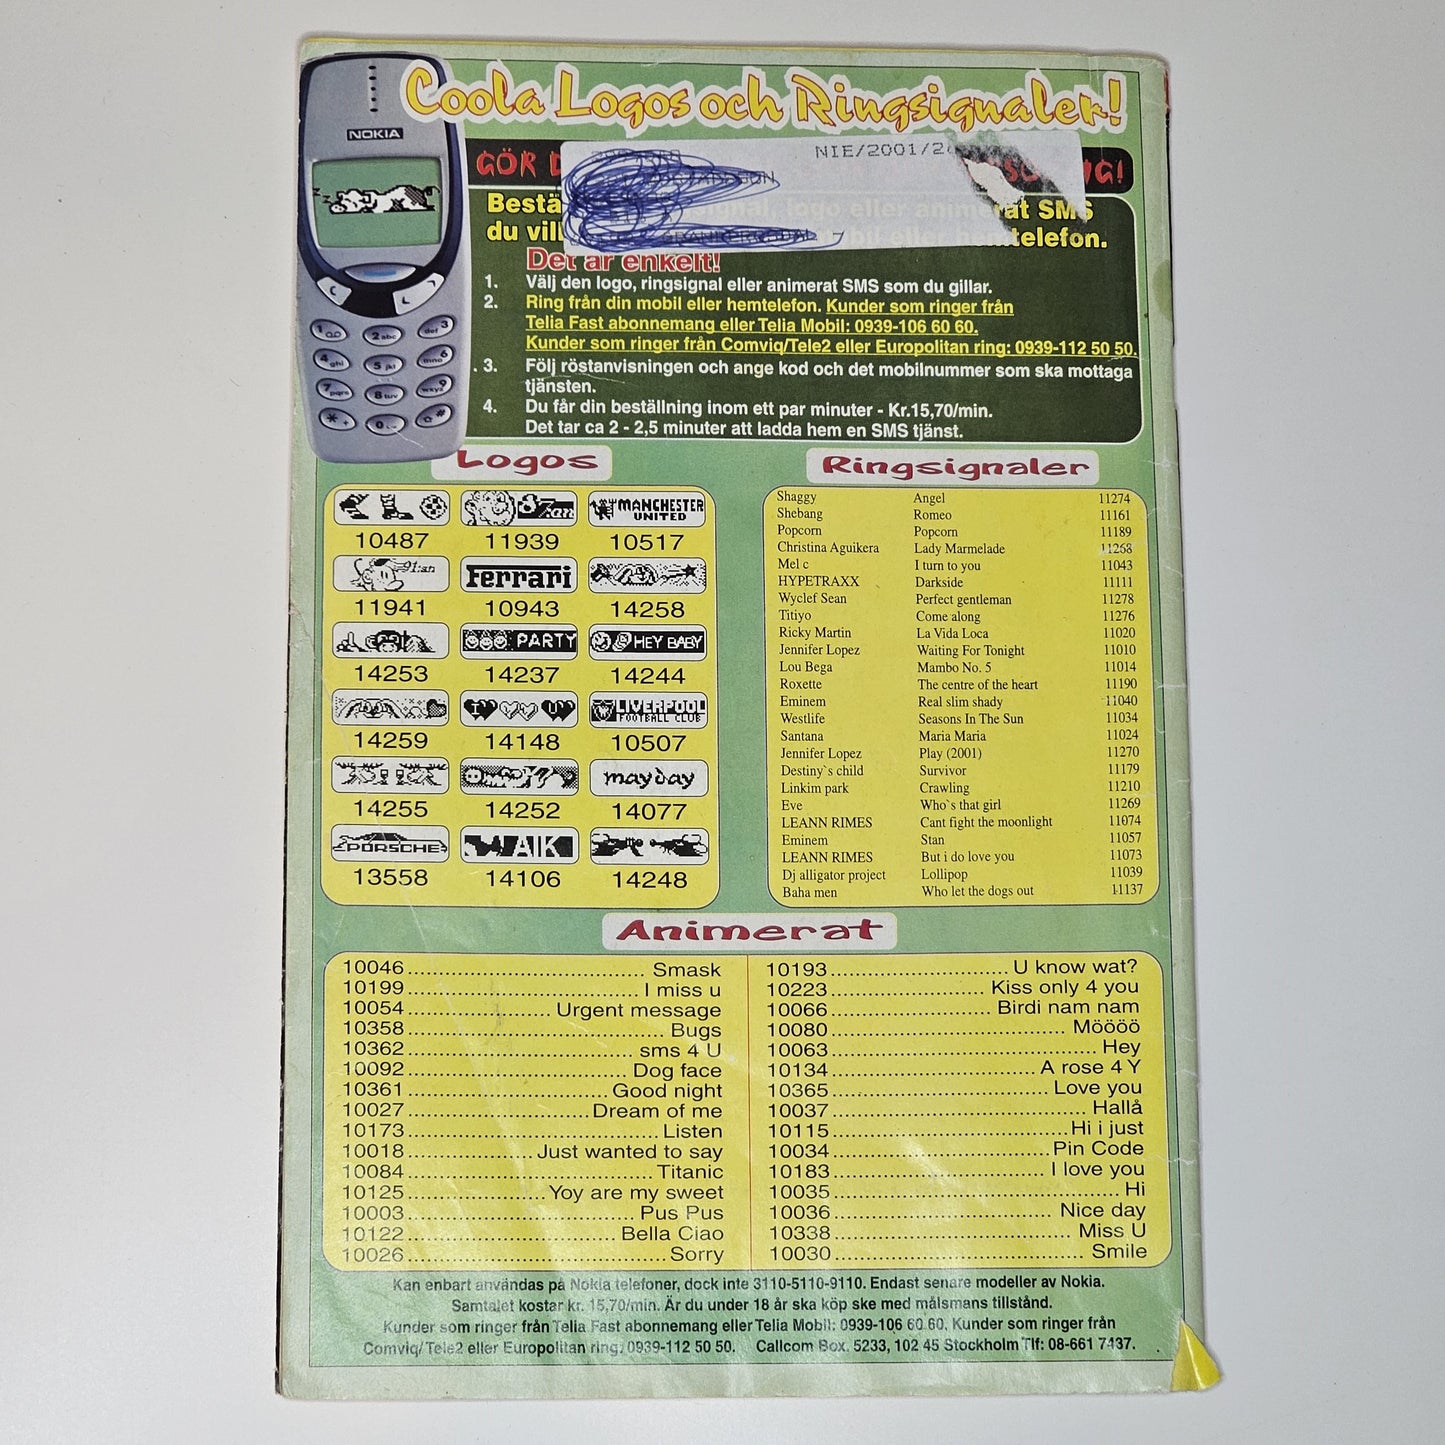 Coola Logos och Ringsignaler!
NOKIA
GÖR
NIE/2001/2
NG!
Bestä
logo eller animerat SMS
du vill
bil eller hemtelefon.
Det är enkelt!
1. Välj den logo, ringsignal eller animerat SMS som du gillar.
2. Ring från din mobil eller hemtelefon. Kunder som ringer från
Telia Fast abonnemang eller Telia Mobil: 0939-106 60 60.
Kunder som ringer från Comviq/Tele2 eller Europolitan ring: 0939-112 50 50.
3. Följ röstanvisningen och ange kod och det mobilnummer som ska mottaga
tjänsten.
4. Du får din beställning inom ett par minuter - Kr.15,70/min.
Det tar ca 2 - 2,5 minuter att ladda hem en SMS tjänst.
Logos
MANCHESTER
UNITED
10487 11939 10517
91:an Ferrari
11941 10943 14258
PARTY HEY BABY
14253 14237 14244
I U LIVERPOOL
FOOTBALL CLUB
14259 14148 10507
mayday
14255 14252 14077
PORSCHE AIK
13558 14106 14248
Ringsignaler
Shaggy Angel 11274
Shebang Romeo 11161
Popcorn Popcorn 11189
Christina Aguikera Lady Marmelade 11268
Mel c I turn to you 11043
HYPETRAXX Darkside 11111
Wyclef Sean Perfect gentleman 11278
Titiyo Come along 11276
Ricky Martin La Vida Loca 11020
Jennifer Lopez Waiting For Tonight 11010
Lou Bega Mambo No. 5 11014
Roxette The centre of the heart 11190
Eminem Real slim shady 11040
Westlife Seasons In The Sun 11034
Santana Maria Maria 11024
Jennifer Lopez Play (2001) 11270
Destiny`s child Survivor 11179
Linkim park Crawling 11210
Eve Who`s that girl 11269
LEANN RIMES Cant fight the moonlight 11074
Eminem Stan 11057
LEANN RIMES But i do love you 11073
Dj alligator project Lollipop 11039
Baha men Who let the dogs out 11137
Animerat
10046 Smask
10199 I miss u
10054 Urgent message
10358 Bugs
10362 sms 4 U
10092 Dog face
10361 Good night
10027 Dream of me
10173 Listen
10018 Just wanted to say
10084 Titanic
10125 Yoy are my sweet
10003 Pus Pus
10122 Bella Ciao
10026 Sorry
10193 U know wat?
10223 Kiss only 4 you
10066 Birdi nam nam
10080 Möööö
10063 Hey
10134 A rose 4 Y
10365 Love you
10037 Hallå
10115 Hi i just
10034 Pin Code
10183 I love you
10035 Hi
10036 Nice day
10338 Miss U
10030 Smile
Kan enbart användas på Nokia telefoner, dock inte 3110-5110-9110. Endast senare modeller av Nokia.
Samtalet kostar kr. 15,70/min. Är du under 18 år ska köp ske med målsmans tillstånd.
Kunder som ringer från Telia Fast abonnemang eller Telia Mobil: 0939-106 60 60. Kunder som ringer från
Comviq/Tele2 eller Europolitan ring: 0939-112 50 50. Callcom Box. 5233, 102 45 Stockholm Tlf: 08-661 7437.